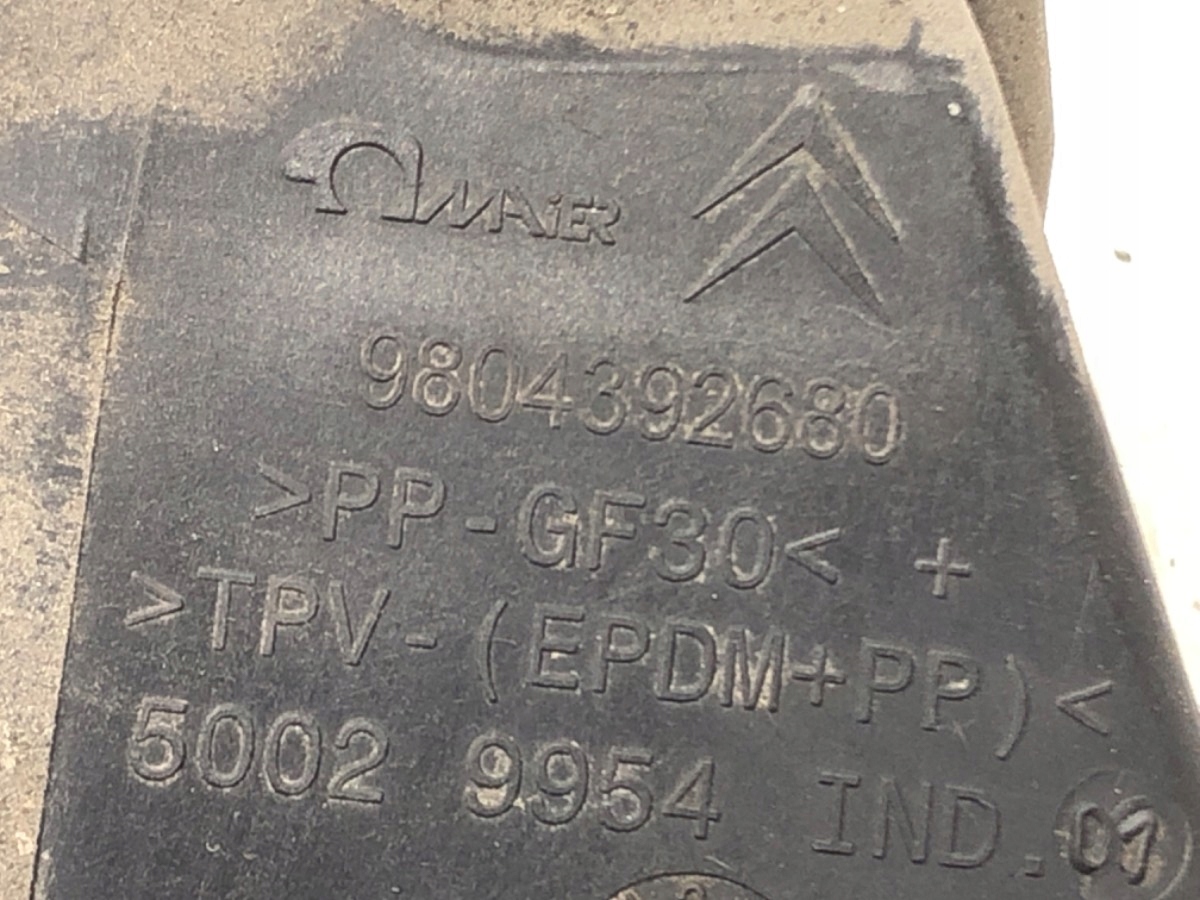 MAiER
9804392680
>PP-GF30< +
>TPV-(EPDM+PP)<
5002 9954 IND.01